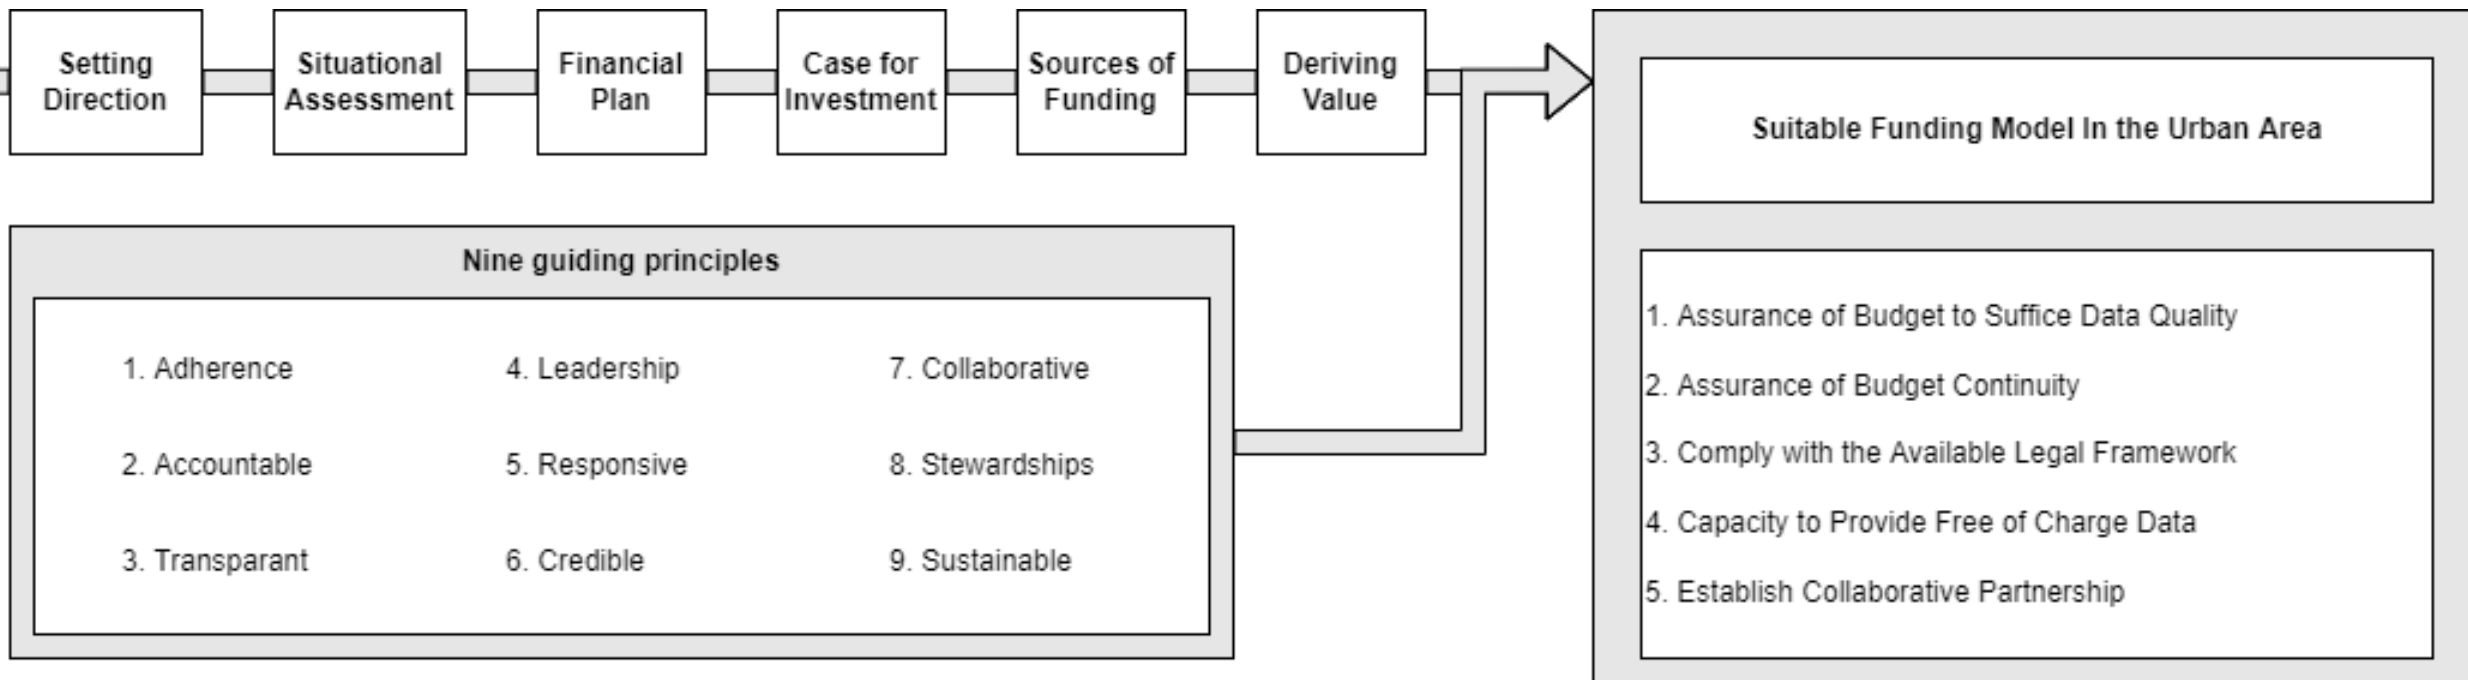 Setting
Direction
Situational
Assessment
Financial
Plan
Case for
Investment
Sources of
Funding
Deriving
Value
Suitable Funding Model In the Urban Area
Nine guiding principles
1. Adherence
2. Accountable
3. Transparant
4. Leadership
5. Responsive
6. Credible
7. Collaborative
8. Stewardships
9. Sustainable
1. Assurance of Budget to Suffice Data Quality
2. Assurance of Budget Continuity
3. Comply with the Available Legal Framework
4. Capacity to Provide Free of Charge Data
5. Establish Collaborative Partnership